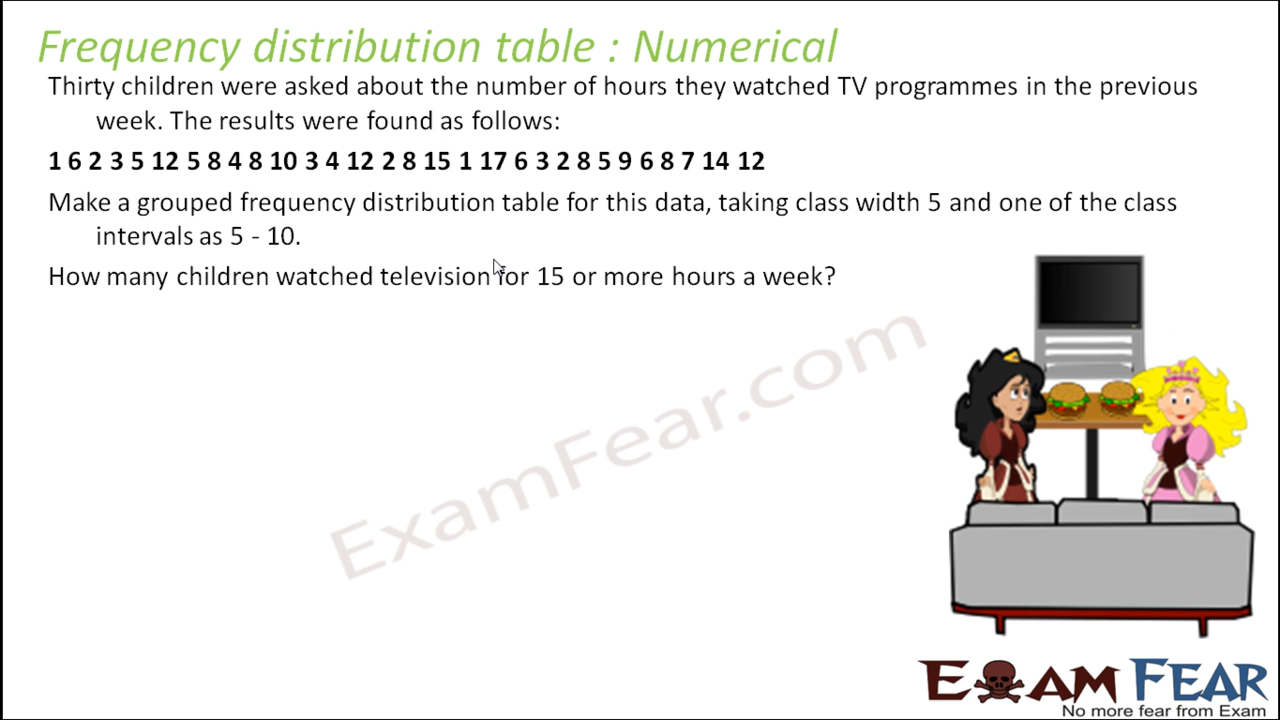 Frequency distribution table : Numerical
Thirty children were asked about the number of hours they watched TV programmes in the previous
week. The results were found as follows:
1 6 2 3 5 12 5 8 4 8 10 3 4 12 2 8 15 1 17 6 3 2 8 5 9 6 8 7 14 12
Make a grouped frequency distribution table for this data, taking class width 5 and one of the class
intervals as 5 - 10.
How many children watched television for 15 or more hours a week?
ExamFear.com
EXAM FEAR
No more fear from Exam